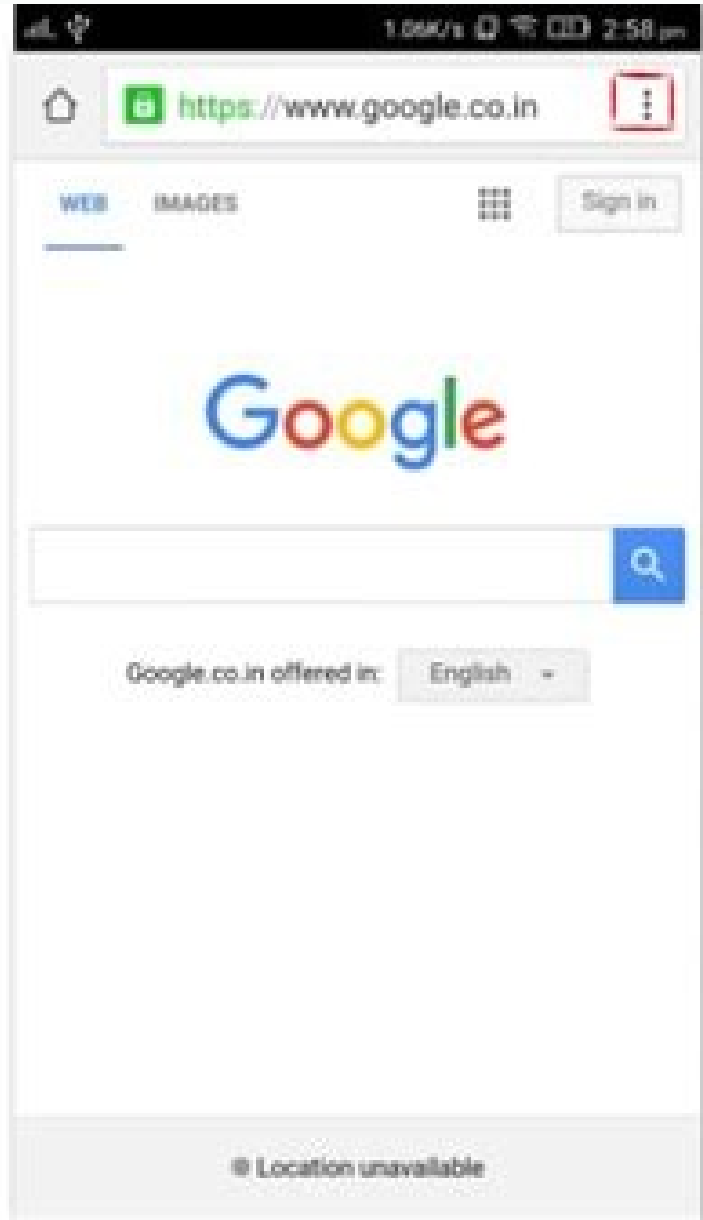 1.06K/s 2:58 pm
https://www.google.co.in
WEB IMAGES Sign in
Google
Google.co.in offered in: English
Location unavailable